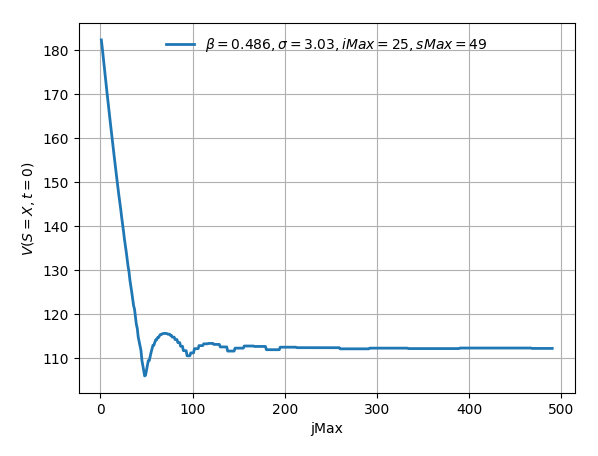 β = 0.486, σ = 3.03, iMax = 25, sMax = 49
V(S = X, t = 0)
180
170
160
150
140
130
120
110
0 100 200 300 400 500
jMax